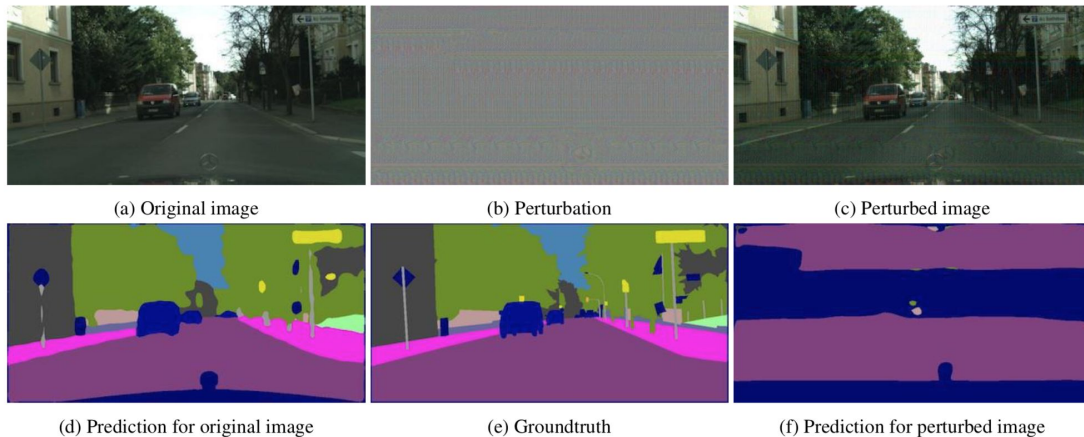 (a) Original image
(b) Perturbation
(c) Perturbed image
(d) Prediction for original image
(e) Groundtruth
(f) Prediction for perturbed image